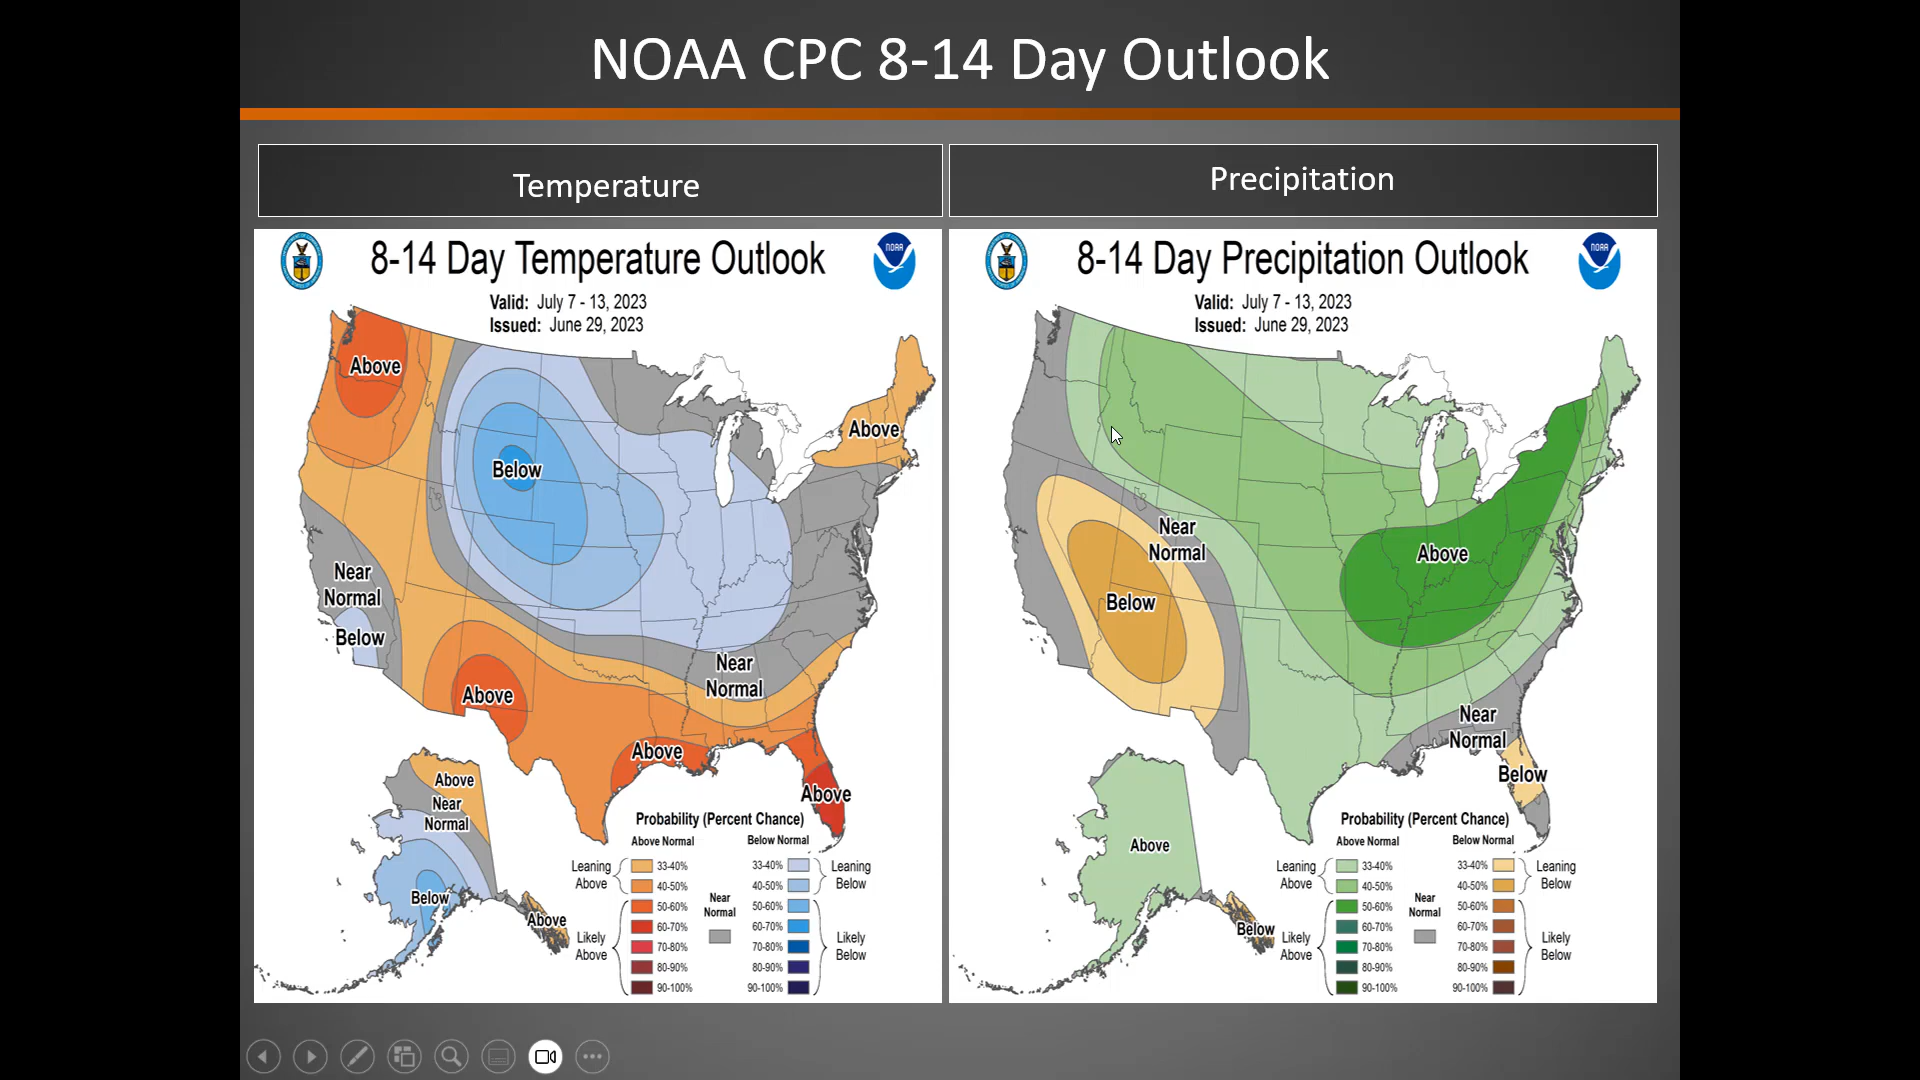 NOAA CPC 8-14 Day Outlook
Temperature
Precipitation
8-14 Day Temperature Outlook
NOAA
Valid: July 7 - 13, 2023
Issued: June 29, 2023
Above
Below
Above
Near
Normal
Below
Near
Normal
Above
Above
Above
Above
Near
Normal
Below
Above
Probability (Percent Chance)
Above Normal
Below Normal
Leaning
Above
33-40%
33-40%
Leaning
Below
40-50%
40-50%
50-60%
50-60%
Near
Normal
60-70%
60-70%
Likely
Above
70-80%
70-80%
Likely
Below
80-90%
80-90%
90-100%
90-100%
8-14 Day Precipitation Outlook
NOAA
Valid: July 7 - 13, 2023
Issued: June 29, 2023
Near
Normal
Above
Below
Near
Normal
Below
Above
Below
Probability (Percent Chance)
Above Normal
Below Normal
Leaning
Above
33-40%
33-40%
Leaning
Below
40-50%
40-50%
50-60%
50-60%
Near
Normal
60-70%
60-70%
Likely
Above
70-80%
70-80%
Likely
Below
80-90%
80-90%
90-100%
90-100%